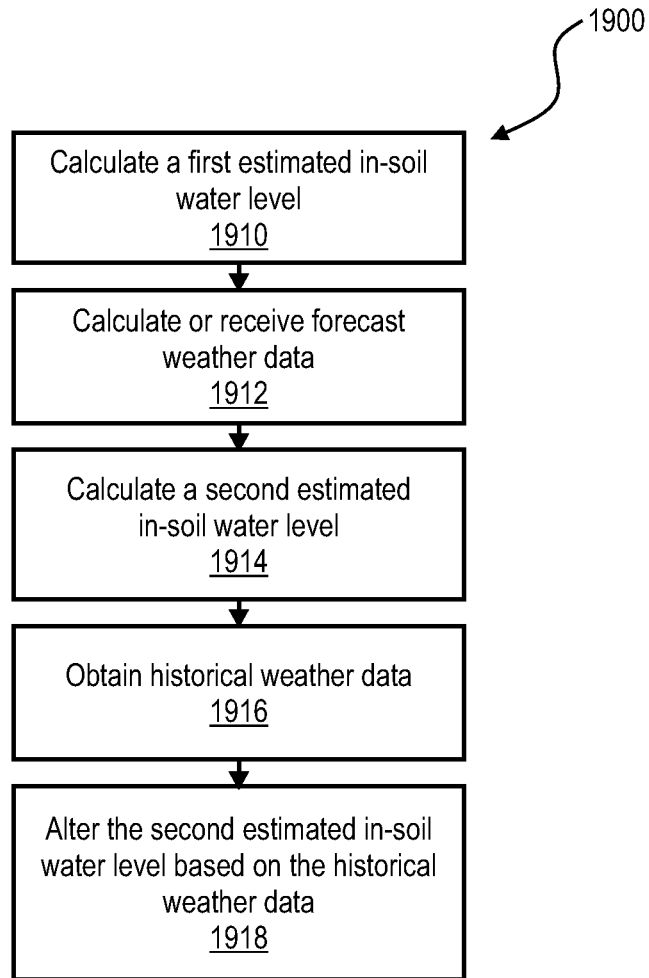 1900
Calculate a first estimated in-soil
water level
1910
Calculate or receive forecast
weather data
1912
Calculate a second estimated
in-soil water level
1914
Obtain historical weather data
1916
Alter the second estimated in-soil
water level based on the historical
weather data
1918